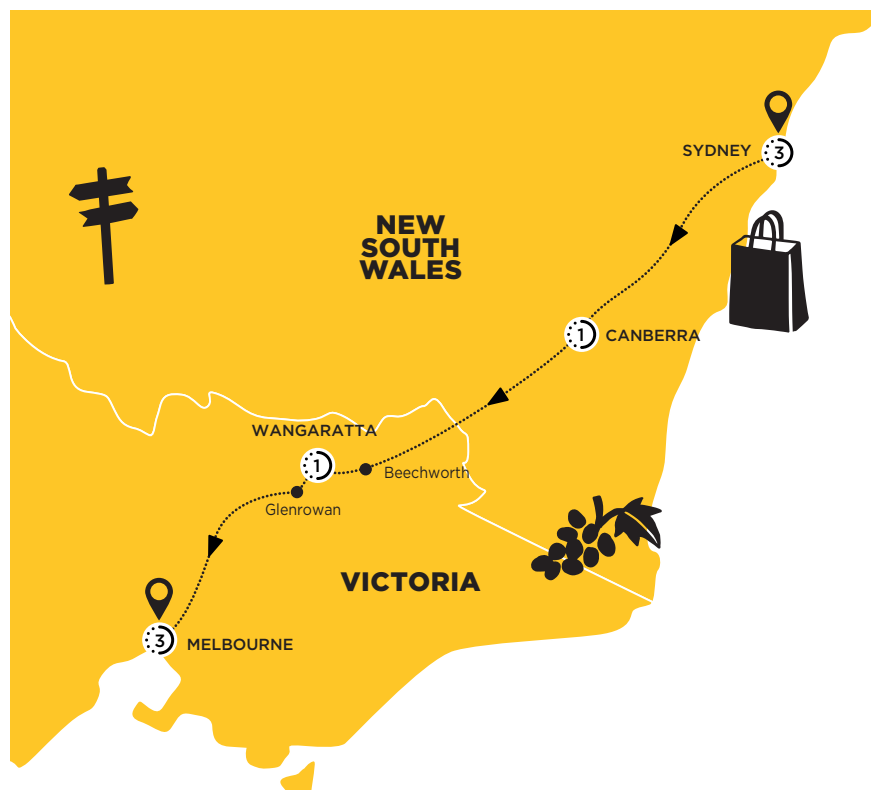 SYDNEY
3
NEW
SOUTH
WALES
1
CANBERRA
WANGARATTA
1
Beechworth
Glenrowan
VICTORIA
3
MELBOURNE